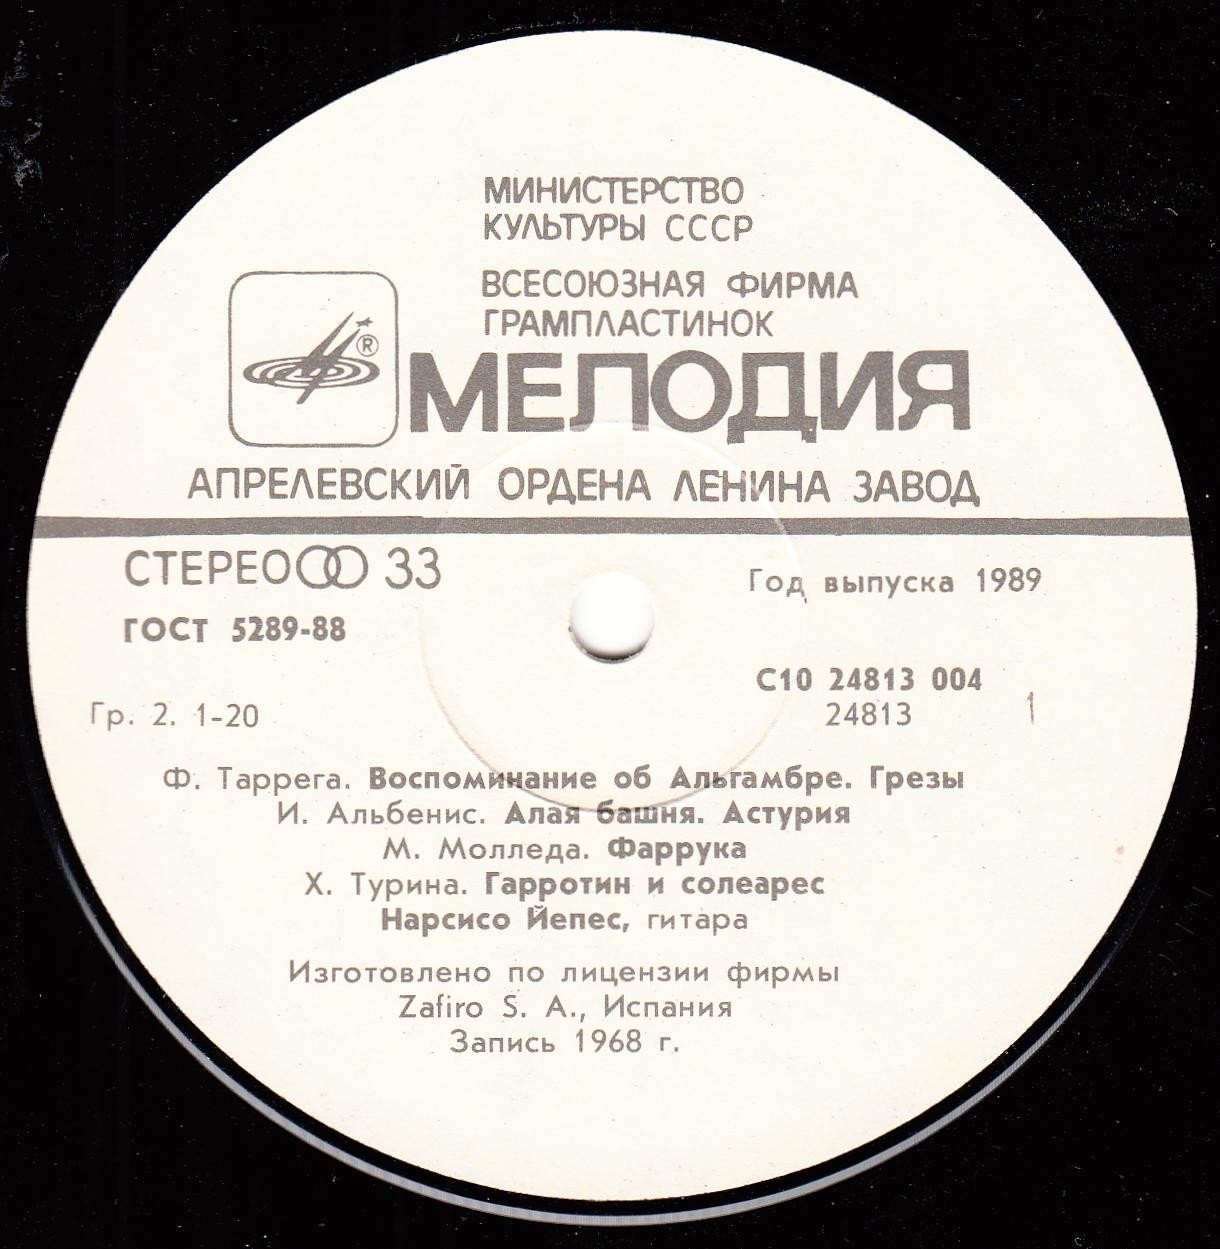 МИНИСТЕРСТВО
КУЛЬТУРЫ СССР
ВСЕСОЮЗНАЯ ФИРМА
ГРАМПЛАСТИНОК
®
МЕЛОДИЯ
АПРЕЛЕВСКИЙ ОРДЕНА ЛЕНИНА ЗАВОД
СТЕРЕО 33
Год выпуска 1989
ГОСТ 5289-88
С10 24813 004
Гр. 2. 1-20
24813 1
Ф. Таррега. Воспоминание об Альгамбре. Грезы
И. Альбенис. Алая башня. Астурия
М. Молледа. Фаррука
Х. Турина. Гарротин и солеарес
Нарсисо Йепес, гитара
Изготовлено по лицензии фирмы
Zafiro S. A., Испания
Запись 1968 г.